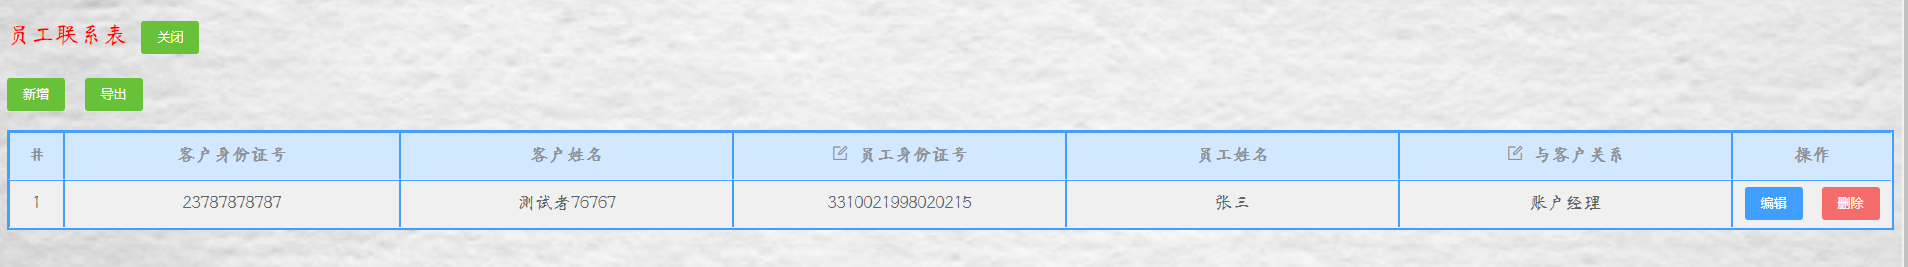 员工联系表 关闭
新增 导出
# 客户身份证号 客户姓名 员工身份证号 员工姓名 与客户关系 操作
1 23787878787 测试者76767 3310021998020215 张三 账户经理 编辑 删除